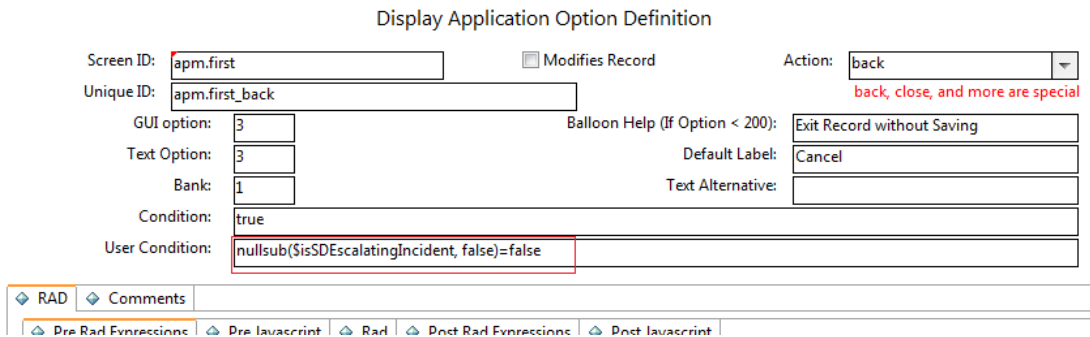 Display Application Option Definition
Screen ID: apm.first Modifies Record Action: back
Unique ID: apm.first_back back, close, and more are special
GUI option: 3 Balloon Help (If Option < 200): Exit Record without Saving
Text Option: 3 Default Label: Cancel
Bank: 1 Text Alternative:
Condition: true
User Condition: nullsub($isSDEscalatingIncident, false)=false
RAD Comments
Pre Rad Expressions Pre Javascript Rad Post Rad Expressions Post Javascript